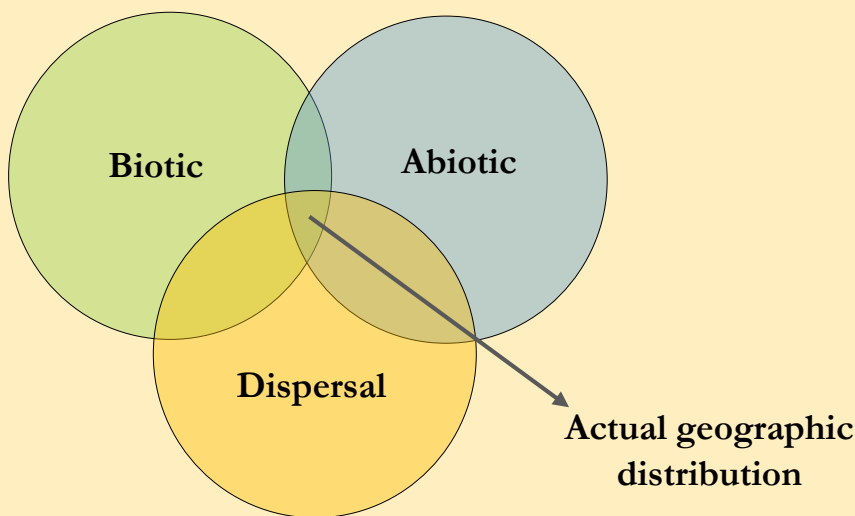 Biotic
Abiotic
Dispersal
Actual geographic
distribution